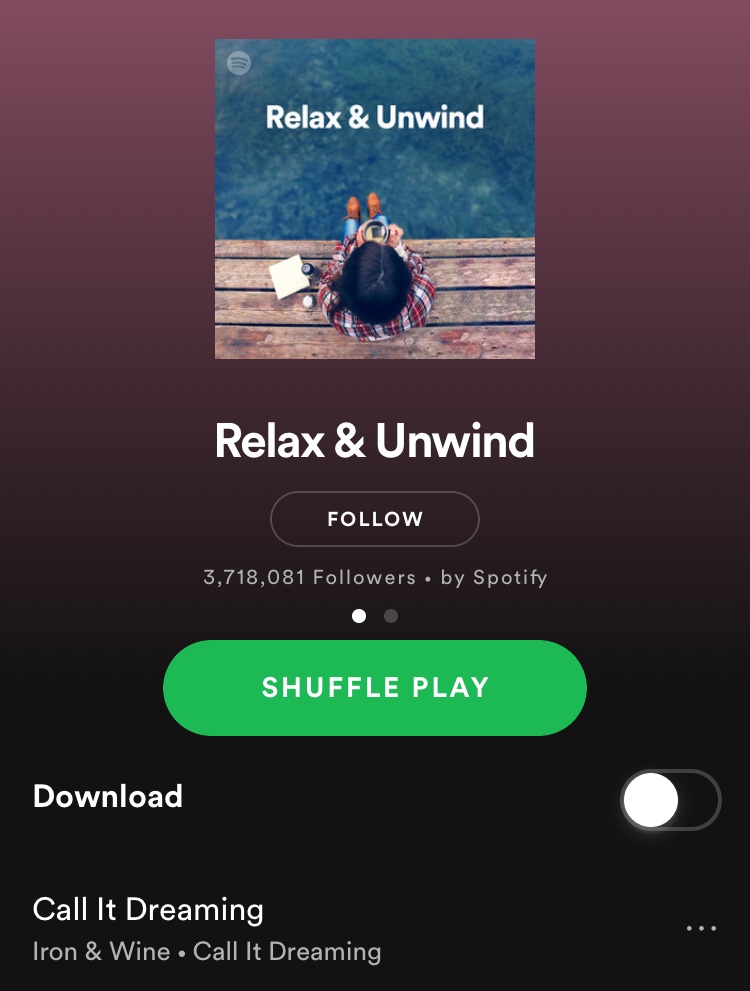 Relax & Unwind
Relax & Unwind
FOLLOW
3,718,081 Followers • by Spotify
SHUFFLE PLAY
Download
Call It Dreaming
Iron & Wine • Call It Dreaming